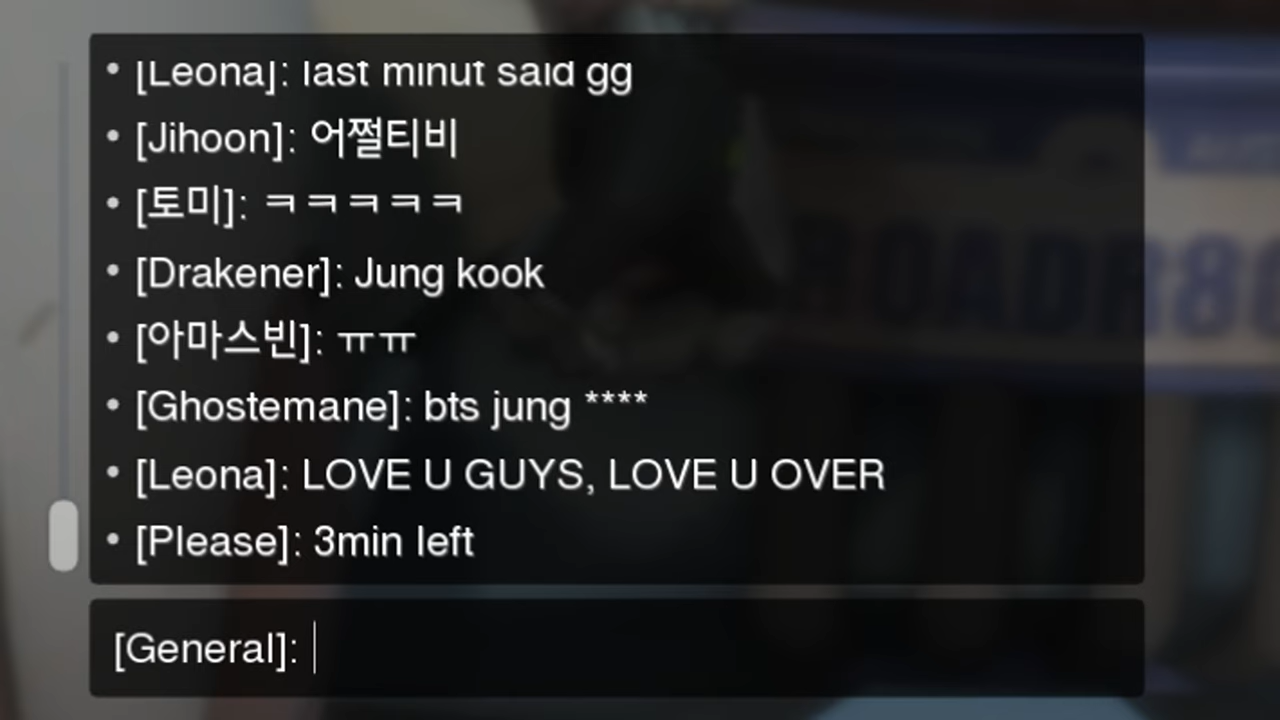 [Leona]: last minut said gg
[Jihoon]: 어쩔티비
[토미]: ㅋㅋㅋㅋㅋ
[Drakener]: Jung kook
[아마스빈]: ㅠㅠ
[Ghostemane]: bts jung ****
[Leona]: LOVE U GUYS, LOVE U OVER
[Please]: 3min left
[General]: